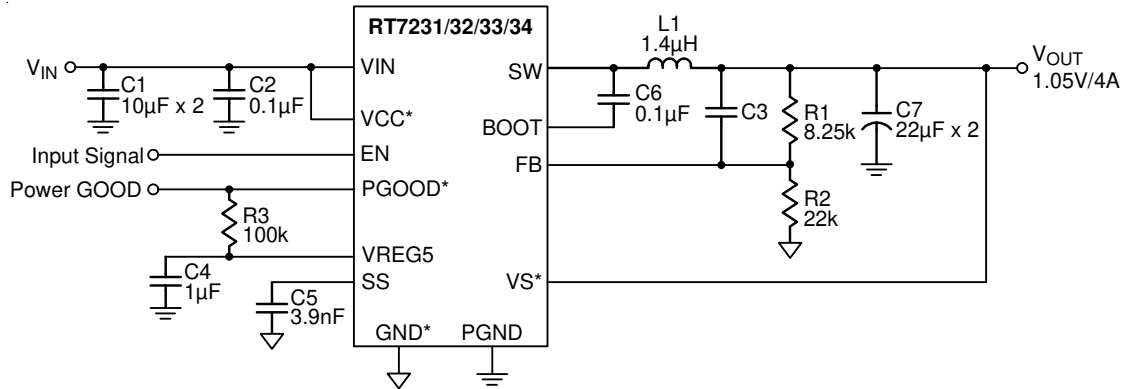 RT7231/32/33/34
L1
1.4µH
VIN
VIN
SW
VOUT
1.05V/4A
C1
10µF x 2
C2
0.1µF
C6
0.1µF
C3
R1
8.25k
C7
22µF x 2
VCC*
BOOT
Input Signal
EN
FB
Power GOOD
PGOOD*
R2
22k
R3
100k
VREG5
C4
1µF
SS
VS*
C5
3.9nF
GND*
PGND